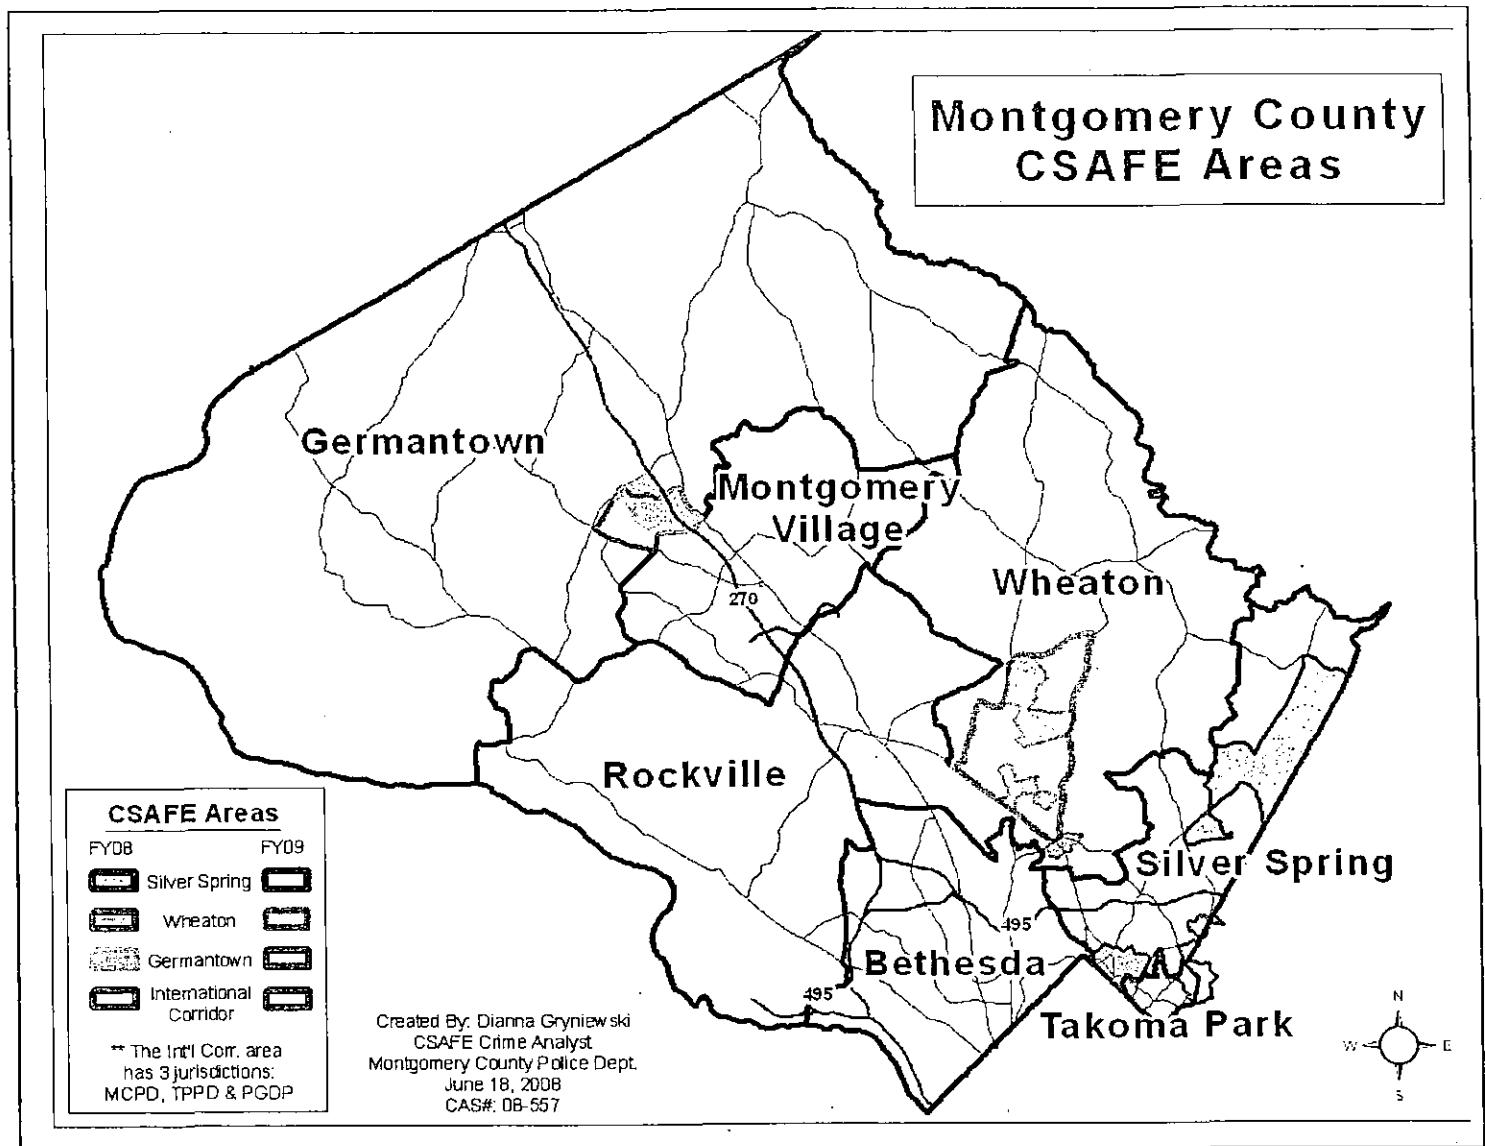 Montgomery County
CSAFE Areas
Germantown
Montgomery
Village
Wheaton
270
Rockville
Silver Spring
495
Bethesda
495
Takoma Park
CSAFE Areas
FY08 FY09
Silver Spring
Wheaton
Germantown
International
Corridor
** The Int'l Corr. area
has 3 jurisdictions:
MCPD, TPPD & PGDP
Created By: Dianna Gryniewski
CSAFE Crime Analyst
Montgomery County Police Dept.
June 18, 2008
CAS#: 08-557
N
W E
S